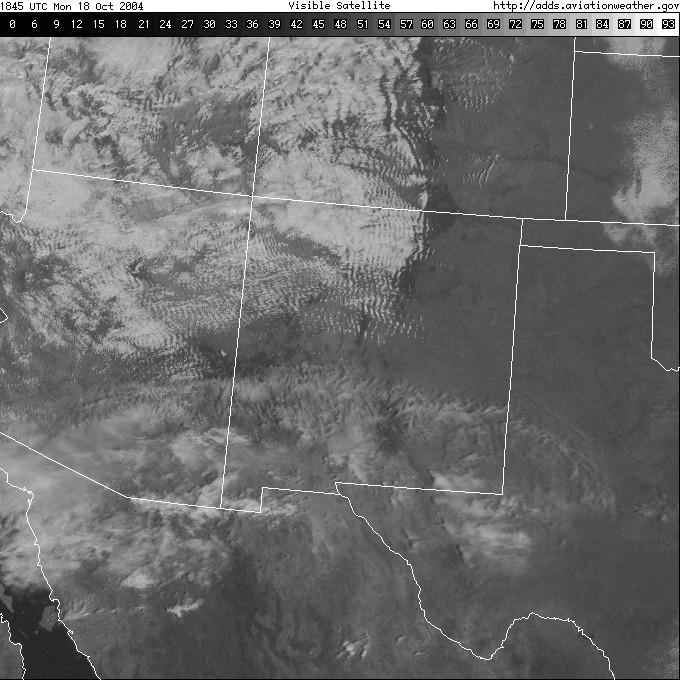 1845 UTC Mon 18 Oct 2004 Visible Satellite http://adds.aviationweather.gov
0 6 9 12 15 18 21 24 27 30 33 36 39 42 45 48 51 54 57 60 63 66 69 72 75 78 81 84 87 90 93